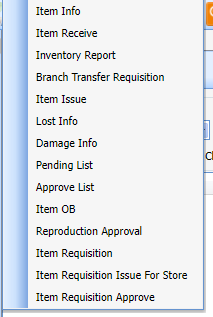 Item Info
Item Receive
Inventory Report
Branch Transfer Requisition
Item Issue
Lost Info
Damage Info
Pending List
Approve List
Item OB
Reproduction Approval
Item Requisition
Item Requisition Issue For Store
Item Requisition Approve